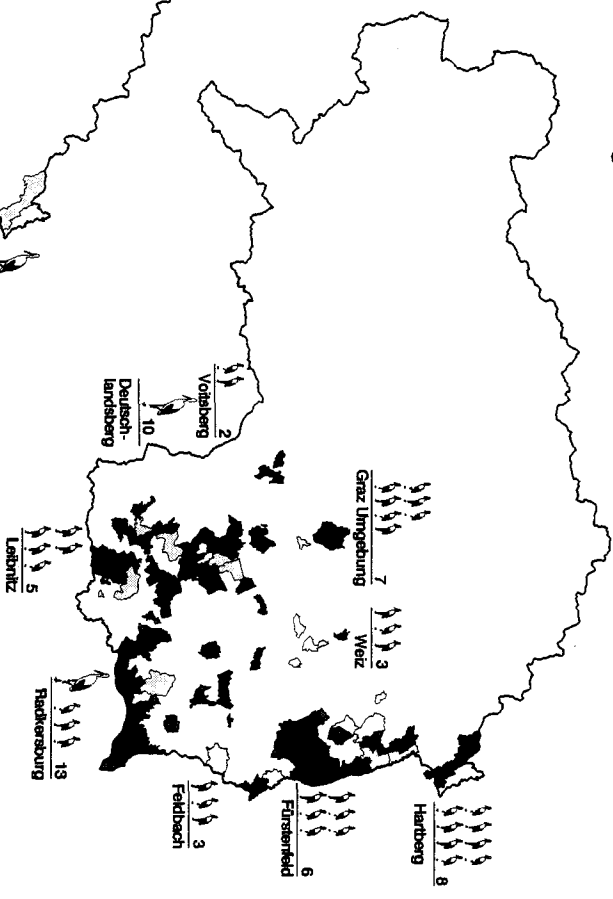 Voitsberg 2
Deutsch-
landsberg 10
Graz Umgebung 7
Weiz 3
Leibnitz 5
Radkersburg 13
Feldbach 3
Fürstenfeld 6
Hartberg 8